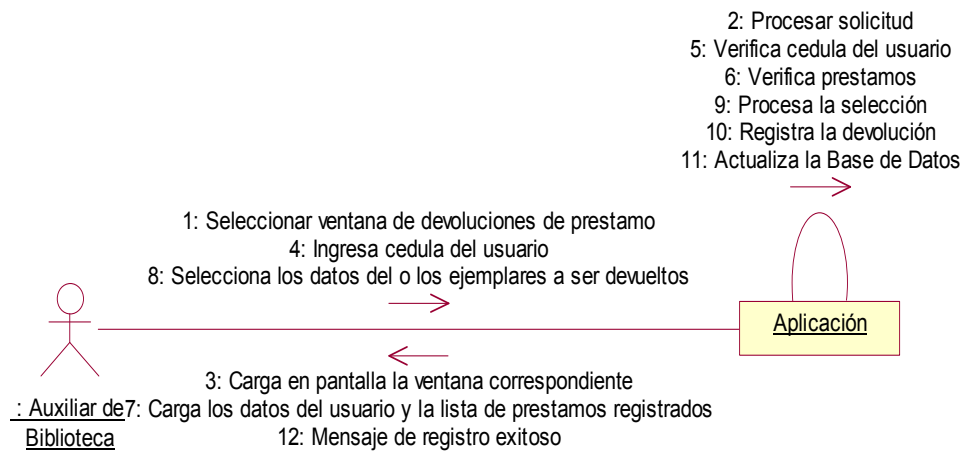 2: Procesar solicitud
5: Verifica cedula del usuario
6: Verifica prestamos
9: Procesa la selección
10: Registra la devolución
11: Actualiza la Base de Datos
1: Seleccionar ventana de devoluciones de prestamo
4: Ingresa cedula del usuario
8: Selecciona los datos del o los ejemplares a ser devueltos
Aplicación
3: Carga en pantalla la ventana correspondiente
: Auxiliar de
7: Carga los datos del usuario y la lista de prestamos registrados
Biblioteca
12: Mensaje de registro exitoso